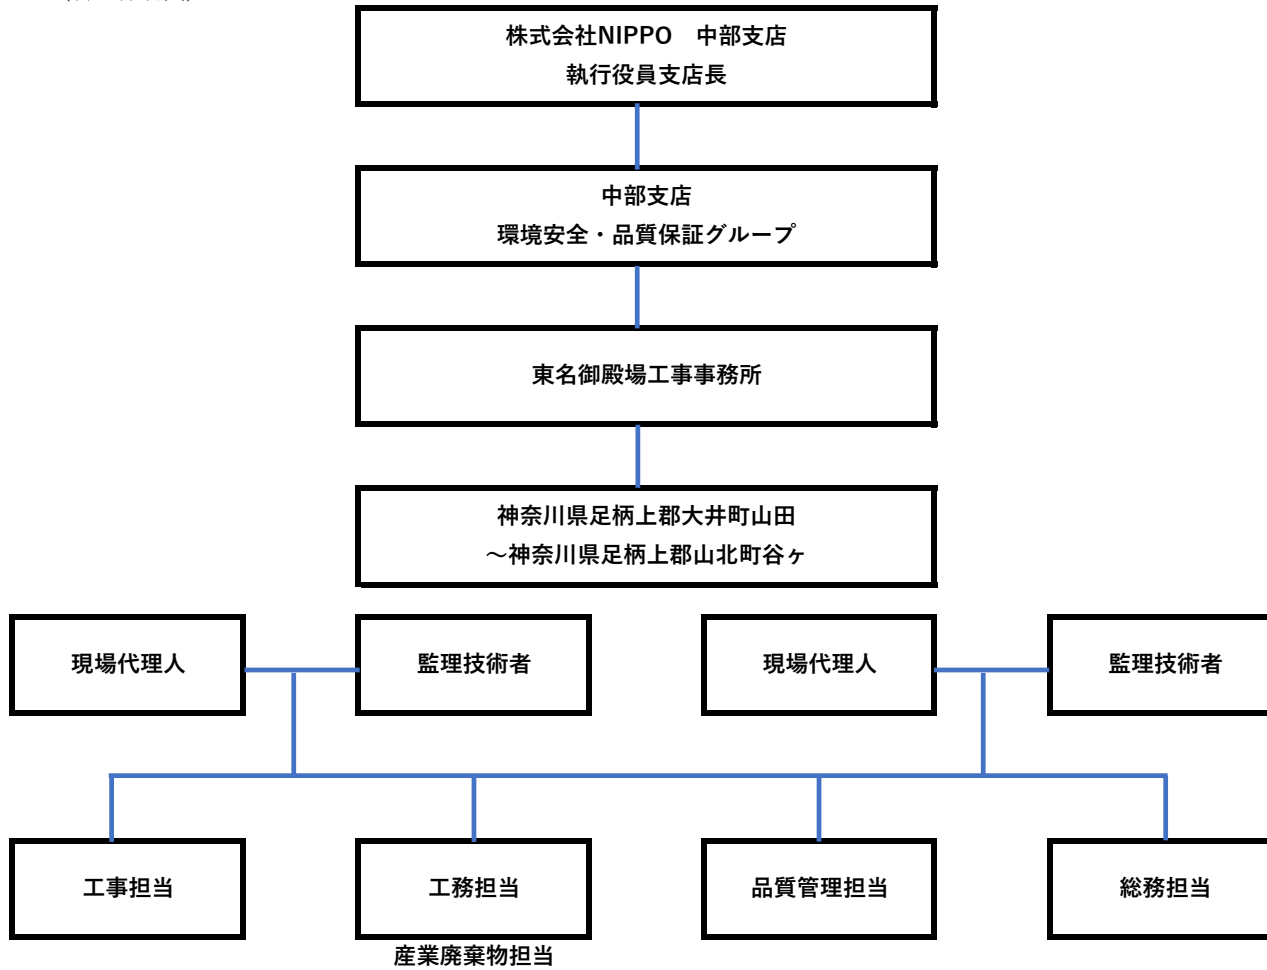 株式会社NIPPO　中部支店
執行役員支店長
中部支店
環境安全・品質保証グループ
東名御殿場工事事務所
神奈川県足柄上郡大井町山田
～神奈川県足柄上郡山北町谷ヶ
現場代理人
監理技術者
現場代理人
監理技術者
工事担当
工務担当
品質管理担当
総務担当
産業廃棄物担当